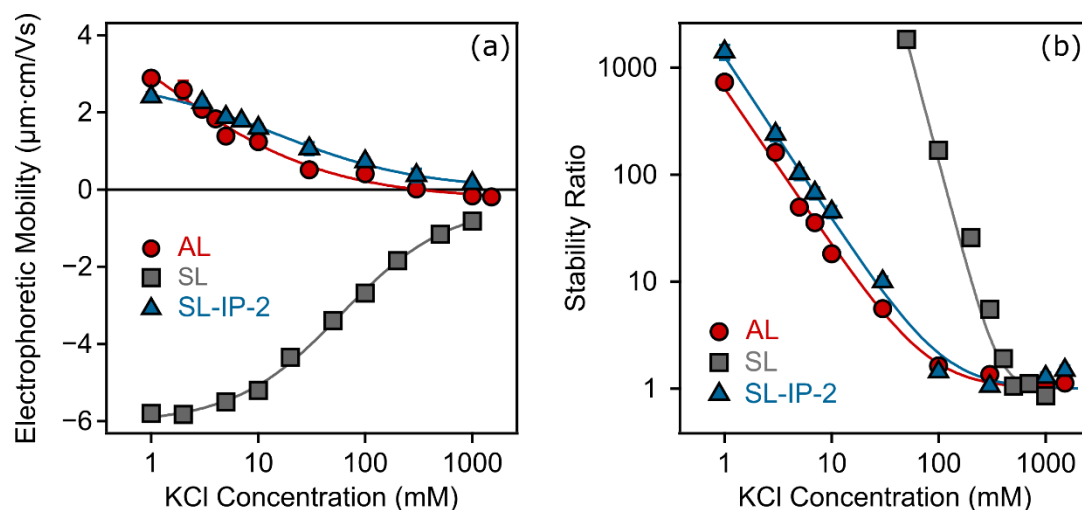 (a)
Electrophoretic Mobility (µm·cm/Vs)
4
2
0
−2
−4
−6
AL
SL
SL-IP-2
1
10
100
1000
KCl Concentration (mM)
(b)
Stability Ratio
1000
100
10
1
AL
SL
SL-IP-2
1
10
100
1000
KCl Concentration (mM)